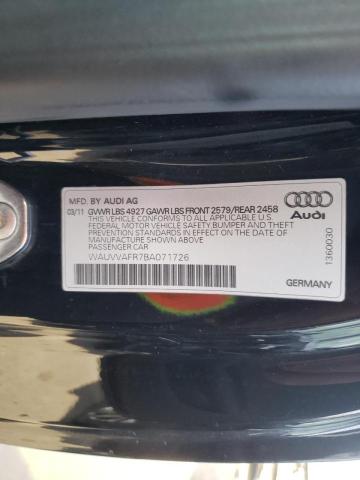 MFD. BY AUDI AG
03/11 GVWR LBS 4927 GAWR LBS FRONT 2579/REAR 2458
THIS VEHICLE CONFORMS TO ALL APPLICABLE U.S.
FEDERAL MOTOR VEHICLE SAFETY BUMPER AND THEFT
PREVENTION STANDARDS IN EFFECT ON THE DATE OF
MANUFACTURE SHOWN ABOVE
PASSENGER CAR
WAUVVAFR7BA071726
Audi
1360030
GERMANY